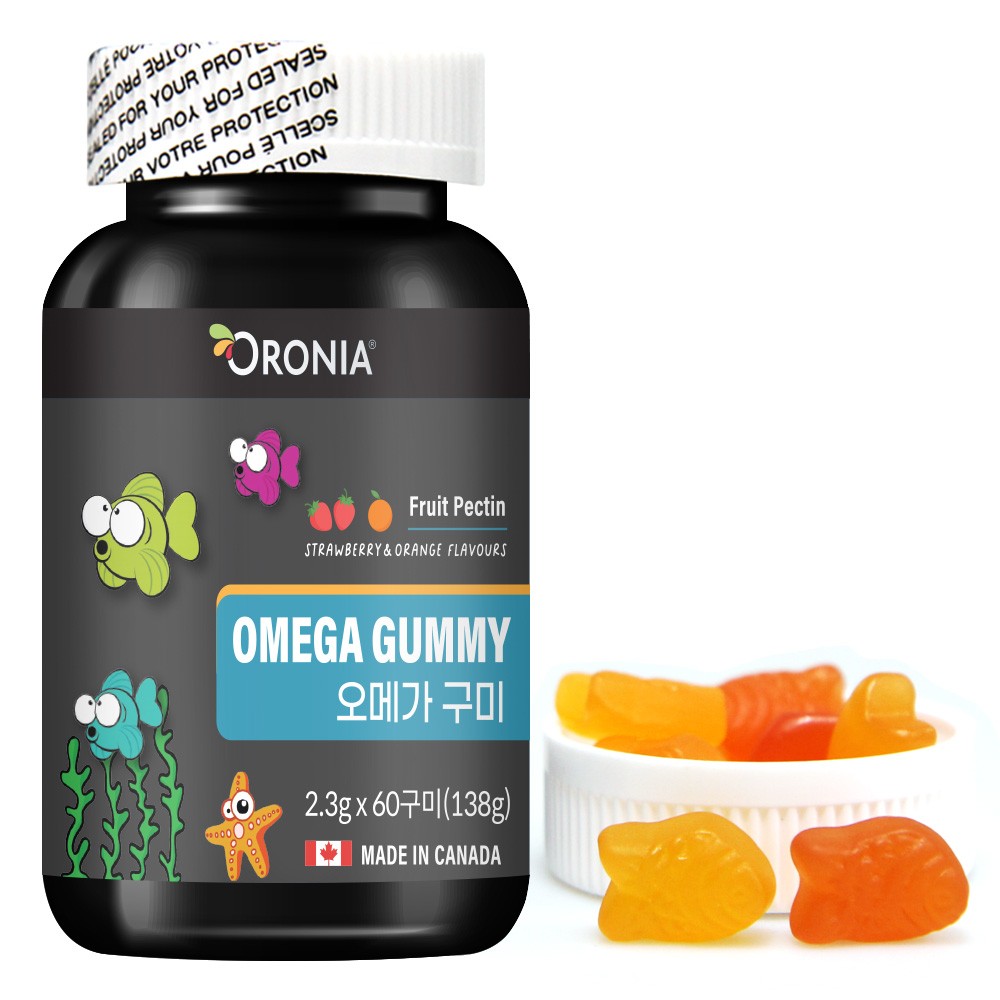 SEALED FOR YOUR PROTECTION
SCELLÉ POUR VOTRE PROTECTION
ORONIA®
Fruit Pectin
STRAWBERRY & ORANGE FLAVOURS
OMEGA GUMMY
오메가 구미
2.3g x 60구미(138g)
MADE IN CANADA